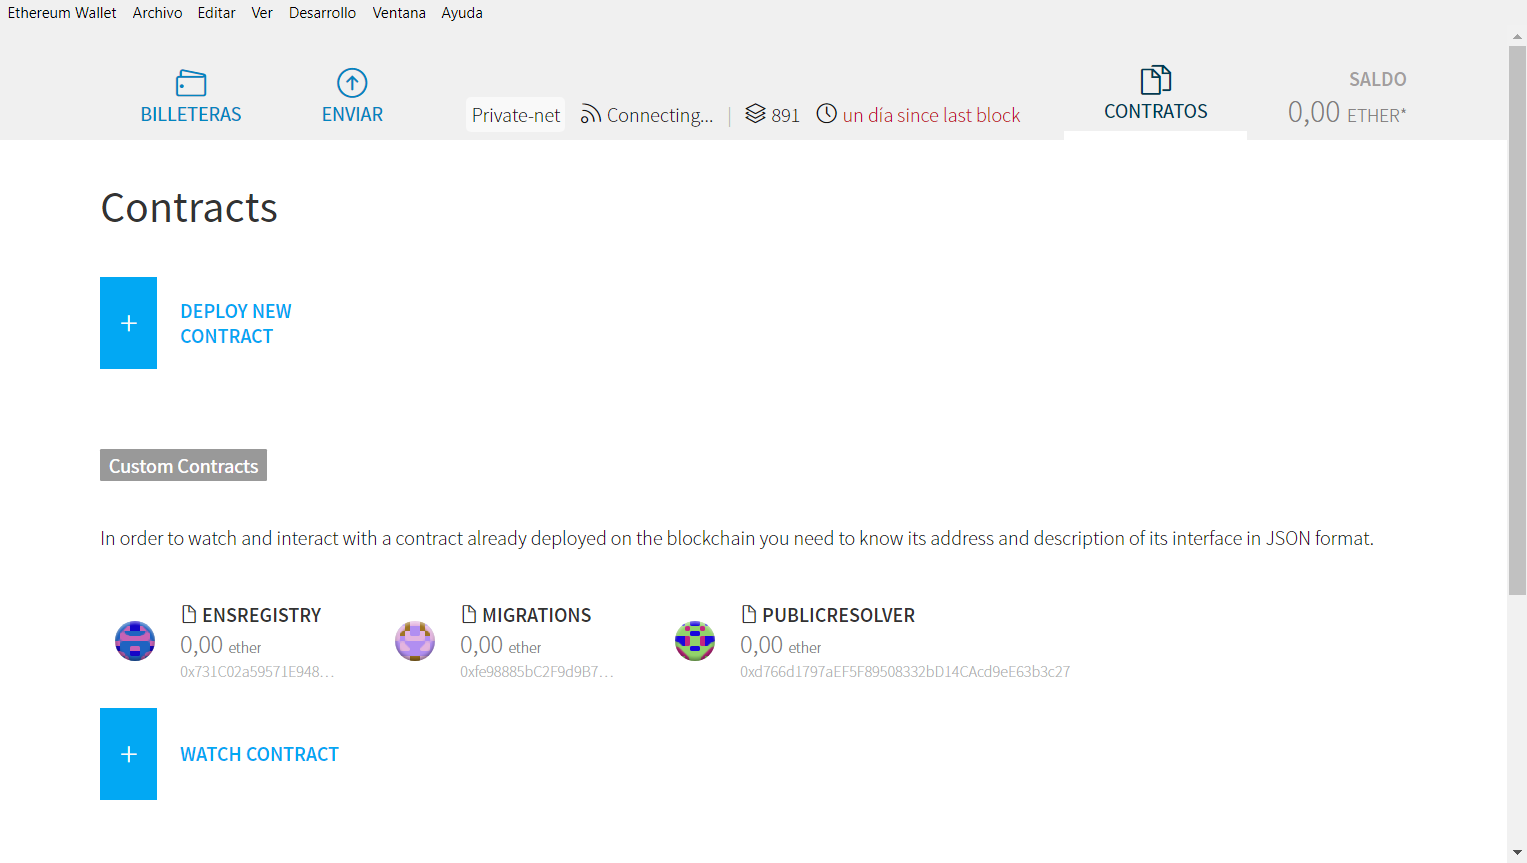 Ethereum Wallet Archivo Editar Ver Desarrollo Ventana Ayuda
BILLETERAS
ENVIAR
Private-net Connecting... | 891 un día since last block
CONTRATOS
SALDO
0,00 ETHER*
Contracts
+ DEPLOY NEW
CONTRACT
Custom Contracts
In order to watch and interact with a contract already deployed on the blockchain you need to know its address and description of its interface in JSON format.
ENSREGISTRY
0,00 ether
0x731C02a59571E948...
MIGRATIONS
0,00 ether
0xfe98885bC2F9d9B7...
PUBLICRESOLVER
0,00 ether
0xd766d1797aEF5F89508332bD14CAcd9eE63b3c27
+ WATCH CONTRACT